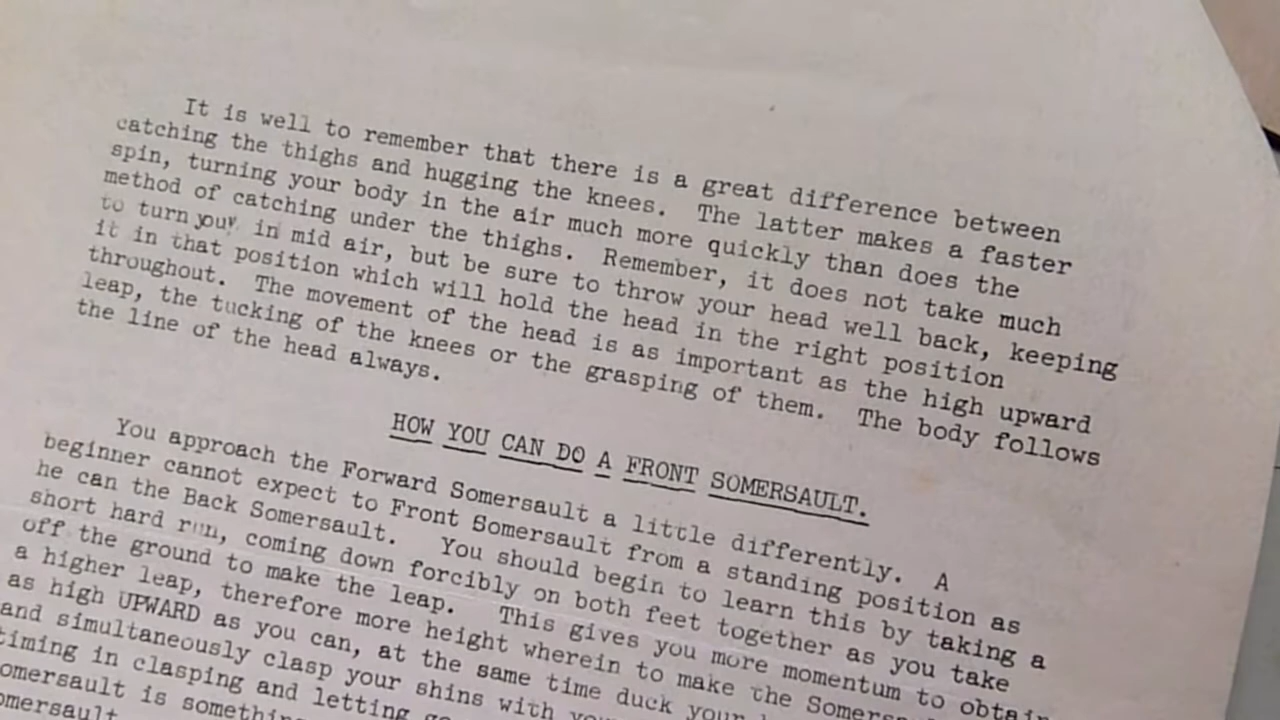 It is well to remember that there is a great difference between
catching the thighs and hugging the knees. The latter makes a faster
spin, turning your body in the air much more quickly than does the
method of catching under the thighs. Remember, it does not take much
to turn your in mid air, but be sure to throw your head well back, keeping
it in that position which will hold the head in the right position
throughout. The movement of the head is as important as the high upward
leap, the tucking of the knees or the grasping of them. The body follows
the line of the head always.
HOW YOU CAN DO A FRONT SOMERSAULT.
You approach the Forward Somersault a little differently. A
beginner cannot expect to Front Somersault from a standing position as
he can the Back Somersault. You should begin to learn this by taking a
short hard run, coming down forcibly on both feet together as you take
off the ground to make the leap. This gives you more momentum to obtain
a higher leap, therefore more height wherein to make the
as high UPWARD as you can, at the same time duck your
and simultaneously clasp your shins with
timing in clasping and letting
is